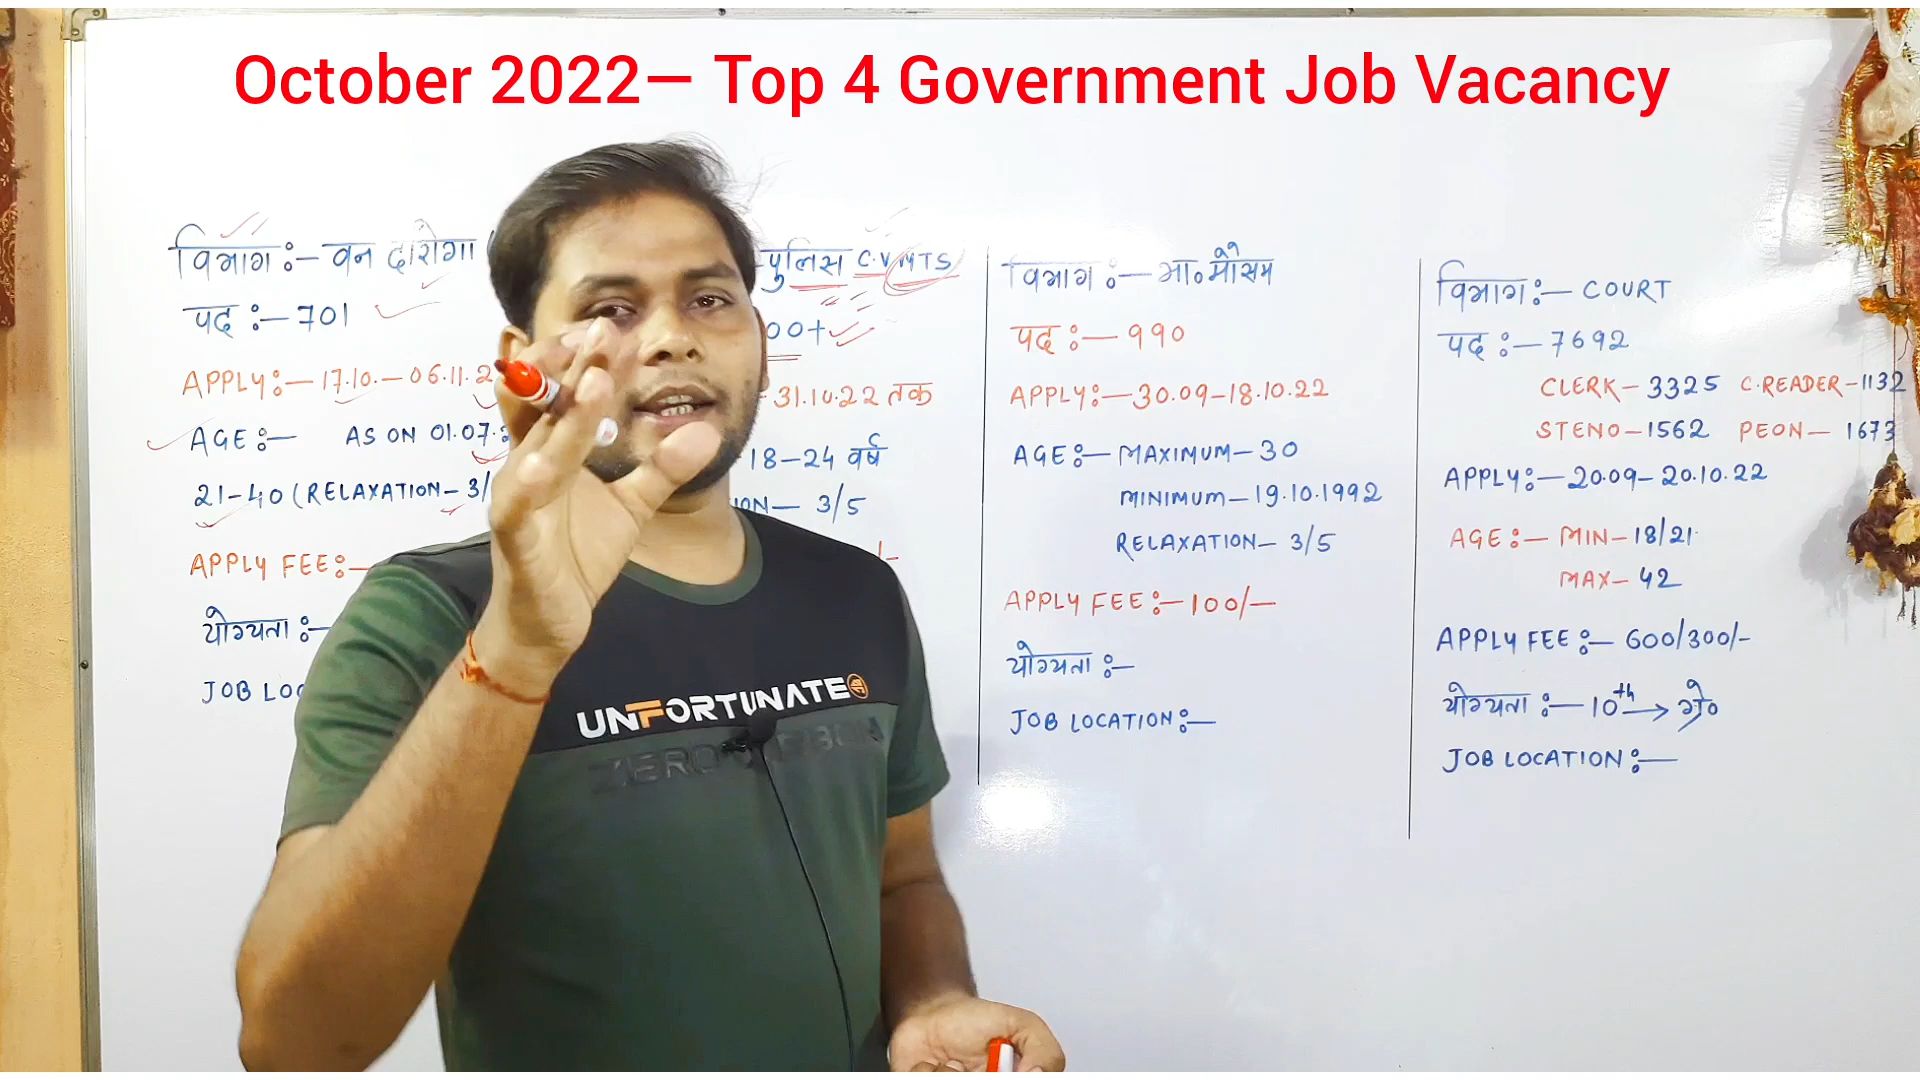 October 2022— Top 4 Government Job Vacancy
विभाग :- वन दारोगा
पद :- 701
APPLY:- 17.10.- 06.11.2
AGE :- AS ON 01.07.
21-40 (RELAXATION- 3/
APPLY FEE:-
योग्यता :-
JOB LOC
पुलिस C.V MTS
00+
31.10.22 तक
18-24 वर्ष
ION- 3/5
विभाग :- भा० मौसम
पद :- 990
APPLY:- 30.09-18.10.22
AGE:- MAXIMUM- 30
MINIMUM- 19.10.1992
RELAXATION- 3/5
APPLY FEE :- 100/-
योग्यता :-
JOB LOCATION:-
विभाग:- COURT
पद :- 7692
CLERK- 3325 C.READER-1132
STENO-1562 PEON- 1673
APPLY:- 20.09- 20.10.22
AGE :- MIN- 18/21
MAX- 42
APPLY FEE :- 600/300/-
योग्यता :- 10th → ग्रे०
JOB LOCATION :-
UNFORTUNATE